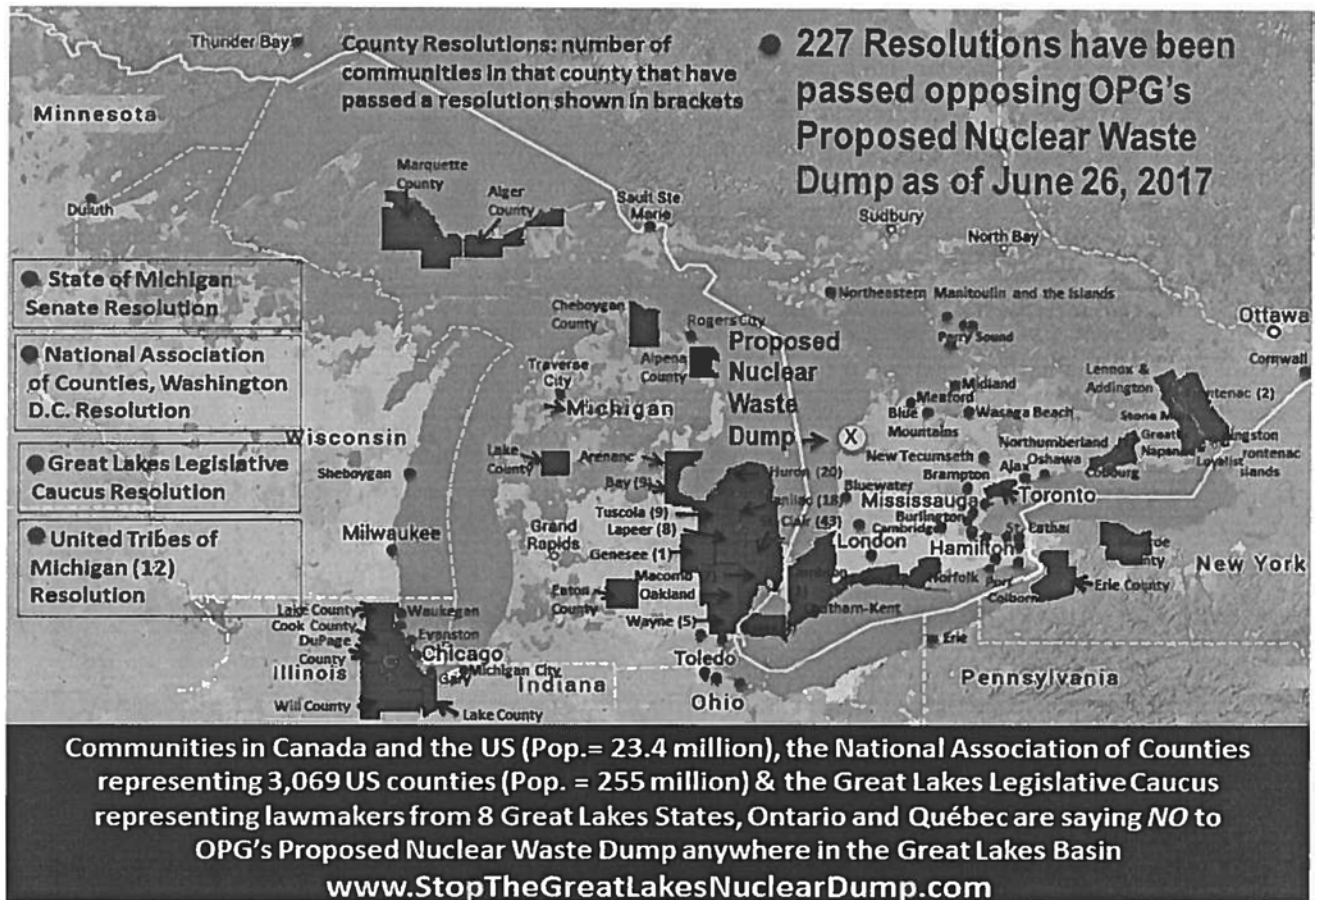 Thunder Bay
County Resolutions: number of
communities in that county that have
passed a resolution shown in brackets
227 Resolutions have been
passed opposing OPG's
Proposed Nuclear Waste
Dump as of June 26, 2017
Minnesota
Marquette
County
Alger
County
Duluth
Sault Ste.
Marie
Sudbury
North Bay
State of Michigan
Senate Resolution
Northeastern Manitoulin and the Islands
Cheboygan
County
Rogers City
Ottawa
National Association
of Counties, Washington
D.C. Resolution
Proposed
Nuclear
Waste
Dump
X
Parry Sound
Alpena
County
Cornwall
Traverse
City
Michigan
Lennox &
Addington
Midland
Meaford
Blue
Mountains
Wasaga Beach
Wisconsin
Great Lakes Legislative
Caucus Resolution
Sheboygan
Lake
County
New Tecumseth
Northumberland
Great
Loyalist
Bay (9)
Huron (20)
Bluewater
Brampton
Ajax
Oshawa
Cobourg
Tuscola (9)
Mississauga
Toronto
United Tribes of
Michigan (12)
Resolution
Milwaukee
Grand
Rapids
Lapeer (8)
Genesee (1)
Burlington
Cambridge
London
Hamilton
New York
Macomb
Oakland
Eaton
County
Norfolk
Port
Colborne
Erie County
Wayne (5)
Chatham-Kent
Lake County
Cook County
DuPage
County
Waukegan
Evanston
Chicago
Illinois
Gary
Michigan City
Indiana
Toledo
Ohio
Erie
Pennsylvania
Will County
Lake County
Communities in Canada and the US (Pop.= 23.4 million), the National Association of Counties
representing 3,069 US counties (Pop. = 255 million) & the Great Lakes Legislative Caucus
representing lawmakers from 8 Great Lakes States, Ontario and Québec are saying NO to
OPG's Proposed Nuclear Waste Dump anywhere in the Great Lakes Basin
www.StopTheGreatLakesNuclearDump.com